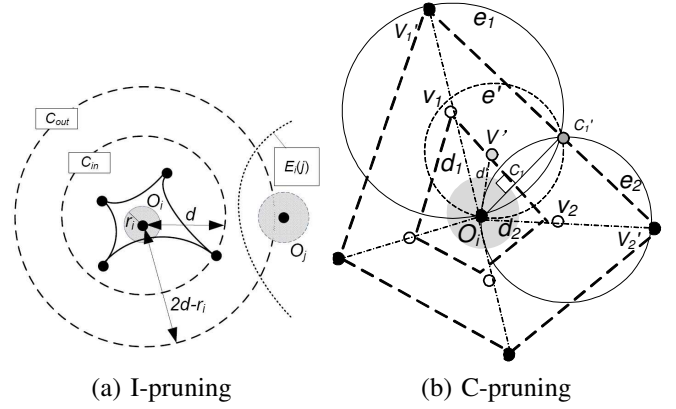 C_out
C_in
E_i(j)
O_i
r_i
d
O_j
2d-r_i
(a) I-pruning
V_1'
e_1
v_1
e'
V'
C_1'
d_1
C_1
d
e_2
v_2
O_i
d_2
V_2'
(b) C-pruning